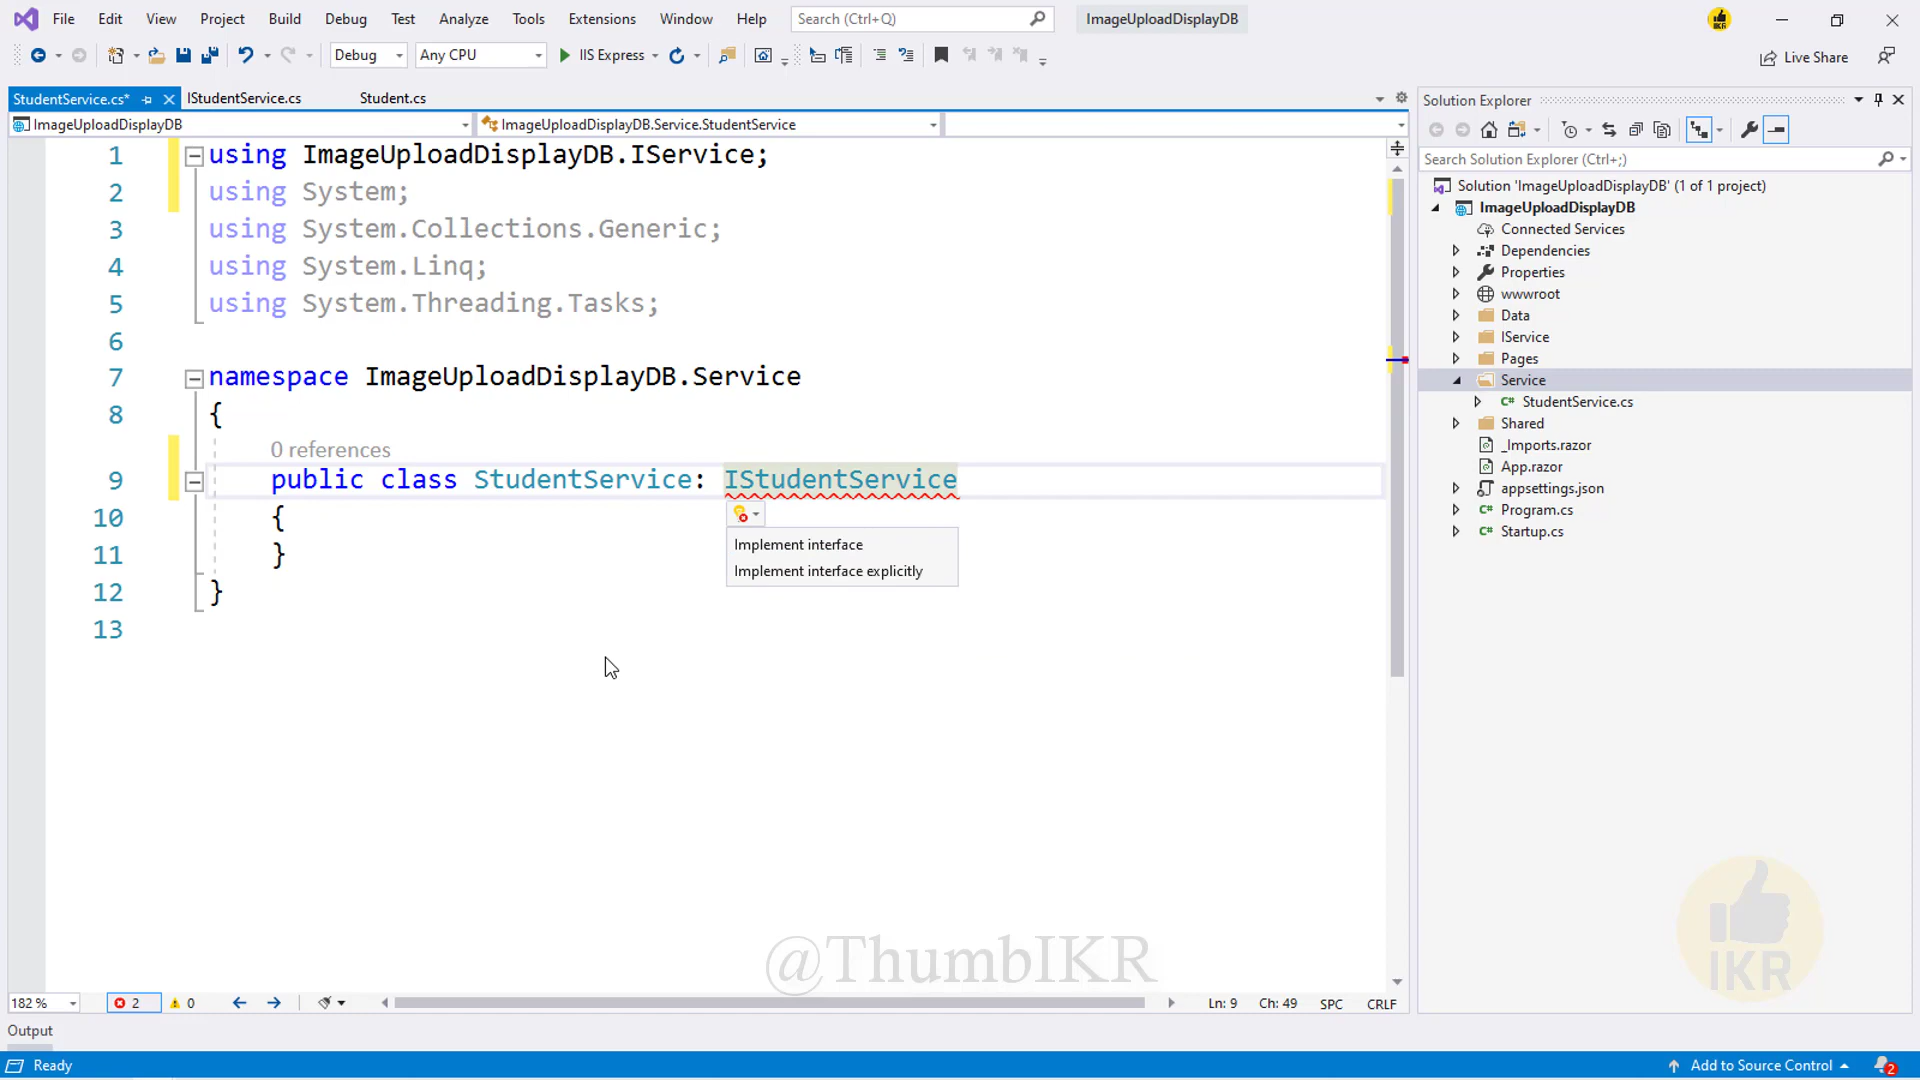 File Edit View Project Build Debug Test Analyze Tools Extensions Window Help Search (Ctrl+Q) ImageUploadDisplayDB IKR
Debug Any CPU IIS Express Live Share
StudentService.cs* IStudentService.cs Student.cs
ImageUploadDisplayDB ImageUploadDisplayDB.Service.StudentService
1 using ImageUploadDisplayDB.IService;
2 using System;
3 using System.Collections.Generic;
4 using System.Linq;
5 using System.Threading.Tasks;
6
7 namespace ImageUploadDisplayDB.Service
8 {
0 references
9 public class StudentService: IStudentService
10 {
11 }
12 }
13
Implement interface
Implement interface explicitly
Solution Explorer
Search Solution Explorer (Ctrl+;)
Solution 'ImageUploadDisplayDB' (1 of 1 project)
ImageUploadDisplayDB
Connected Services
Dependencies
Properties
wwwroot
Data
IService
Pages
Service
C# StudentService.cs
Shared
_Imports.razor
App.razor
appsettings.json
C# Program.cs
C# Startup.cs
@ThumbIKR
IKR
182 % 2 0 Ln: 9 Ch: 49 SPC CRLF
Output
Ready Add to Source Control 2